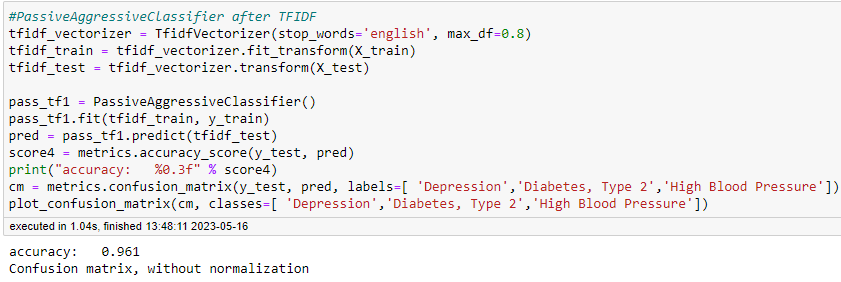 #PassiveAggressiveClassifier after TFIDF
tfidf_vectorizer = TfidfVectorizer(stop_words='english', max_df=0.8)
tfidf_train = tfidf_vectorizer.fit_transform(X_train)
tfidf_test = tfidf_vectorizer.transform(X_test)

pass_tf1 = PassiveAggressiveClassifier()
pass_tf1.fit(tfidf_train, y_train)
pred = pass_tf1.predict(tfidf_test)
score4 = metrics.accuracy_score(y_test, pred)
print("accuracy:   %0.3f" % score4)
cm = metrics.confusion_matrix(y_test, pred, labels=[ 'Depression','Diabetes, Type 2','High Blood Pressure'])
plot_confusion_matrix(cm, classes=[ 'Depression','Diabetes, Type 2','High Blood Pressure'])
executed in 1.04s, finished 13:48:11 2023-05-16
accuracy:   0.961
Confusion matrix, without normalization